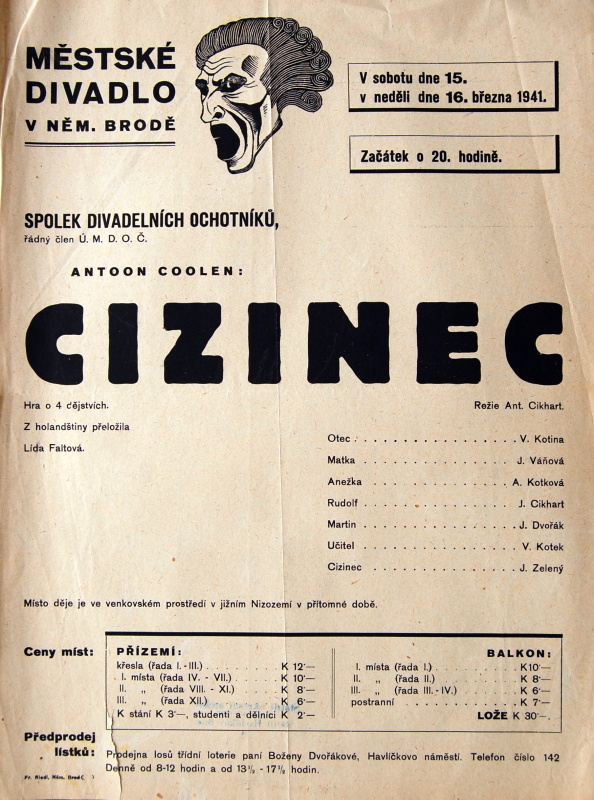 MĚSTSKÉ
DIVADLO
V NĚM. BRODĚ
V sobotu dne 15.
v neděli dne 16. března 1941.
Začátek o 20. hodině.
SPOLEK DIVADELNÍCH OCHOTNÍKŮ,
řádný člen Ú. M. D. O. Č.
ANTOON COOLEN:
CIZINEC
Hra o 4 dějstvích.
Režie Ant. Cikhart.
Z holandštiny přeložila
Lída Faltová.
Otec . . . . . . . . . . . . . . . . V. Kotina
Matka . . . . . . . . . . . . . . . J. Váňová
Anežka . . . . . . . . . . . . . . . A. Kotková
Rudolf . . . . . . . . . . . . . . . J. Cikhart
Martin . . . . . . . . . . . . . . . J. Dvořák
Učitel . . . . . . . . . . . . . . . V. Kotek
Cizinec . . . . . . . . . . . . . . J. Zelený
Místo děje je ve venkovském prostředí v jižním Nizozemí v přítomné době.
Ceny míst:
PŘÍZEMÍ:
křesla (řada I.-III.) . . . . . . . . K 12·—
I. místa (řada IV. - VII.) . . . . . K 10·—
II. „ (řada VIII. - XI.) . . . . . K 8·—
III. „ (řada XII.) . . . . . . . K 6·—
K stání K 3·—, studenti a dělníci K 2·—
BALKON:
I. místa (řada I.) . . . . . . . . K10·—
II. „ (řada II.) . . . . . . . K 8·—
III. „ (řada III.-IV.) . . . . . K 6·—
postranní . . . . . . . . . . . K 7·—
LOŽE K 30·—.
Předprodej
lístků:
Prodejna losů třídní loterie paní Boženy Dvořákové, Havlíčkovo náměstí. Telefon číslo 142
Denně od 8-12 hodin a od 13½ - 17½ hodin.
Fr. Riedl, Něm. Brod